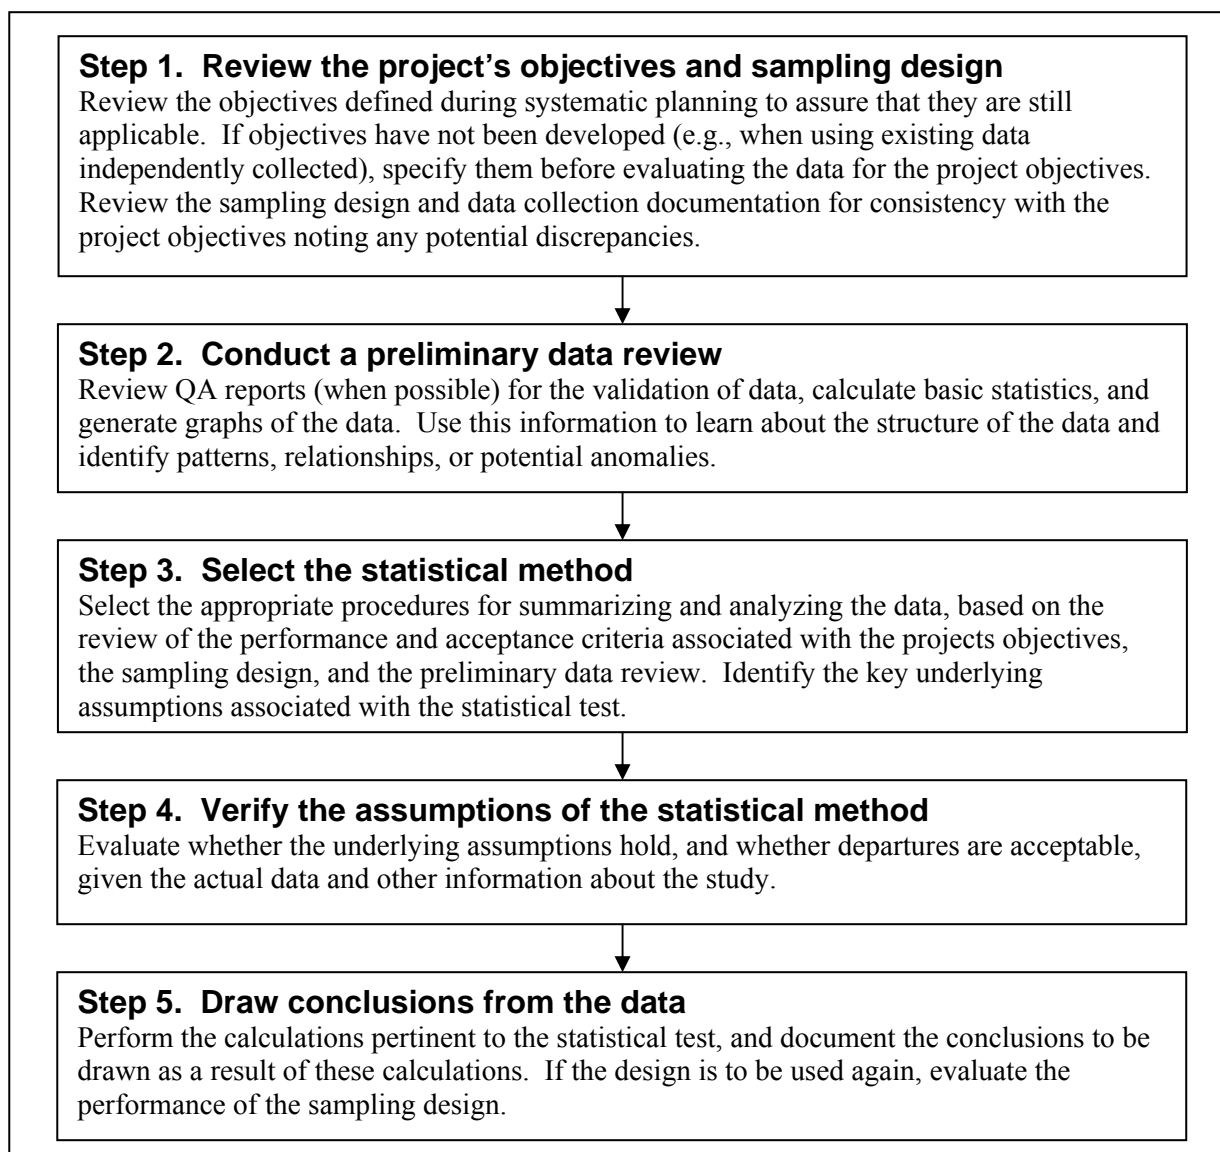 Step 1.  Review the project’s objectives and sampling design
Review the objectives defined during systematic planning to assure that they are still
applicable.  If objectives have not been developed (e.g., when using existing data
independently collected), specify them before evaluating the data for the project objectives.
Review the sampling design and data collection documentation for consistency with the
project objectives noting any potential discrepancies.
Step 2.  Conduct a preliminary data review
Review QA reports (when possible) for the validation of data, calculate basic statistics, and
generate graphs of the data.  Use this information to learn about the structure of the data and
identify patterns, relationships, or potential anomalies.
Step 3.  Select the statistical method
Select the appropriate procedures for summarizing and analyzing the data, based on the
review of the performance and acceptance criteria associated with the projects objectives,
the sampling design, and the preliminary data review.  Identify the key underlying
assumptions associated with the statistical test.
Step 4.  Verify the assumptions of the statistical method
Evaluate whether the underlying assumptions hold, and whether departures are acceptable,
given the actual data and other information about the study.
Step 5.  Draw conclusions from the data
Perform the calculations pertinent to the statistical test, and document the conclusions to be
drawn as a result of these calculations.  If the design is to be used again, evaluate the
performance of the sampling design.